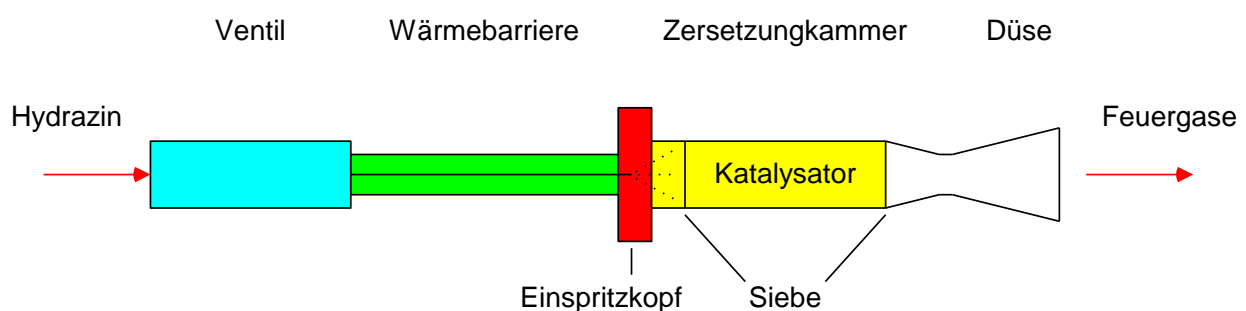 Ventil Wärmebarriere Zersetzungkammer Düse
Hydrazin Feuergase
Katalysator
Einspritzkopf Siebe